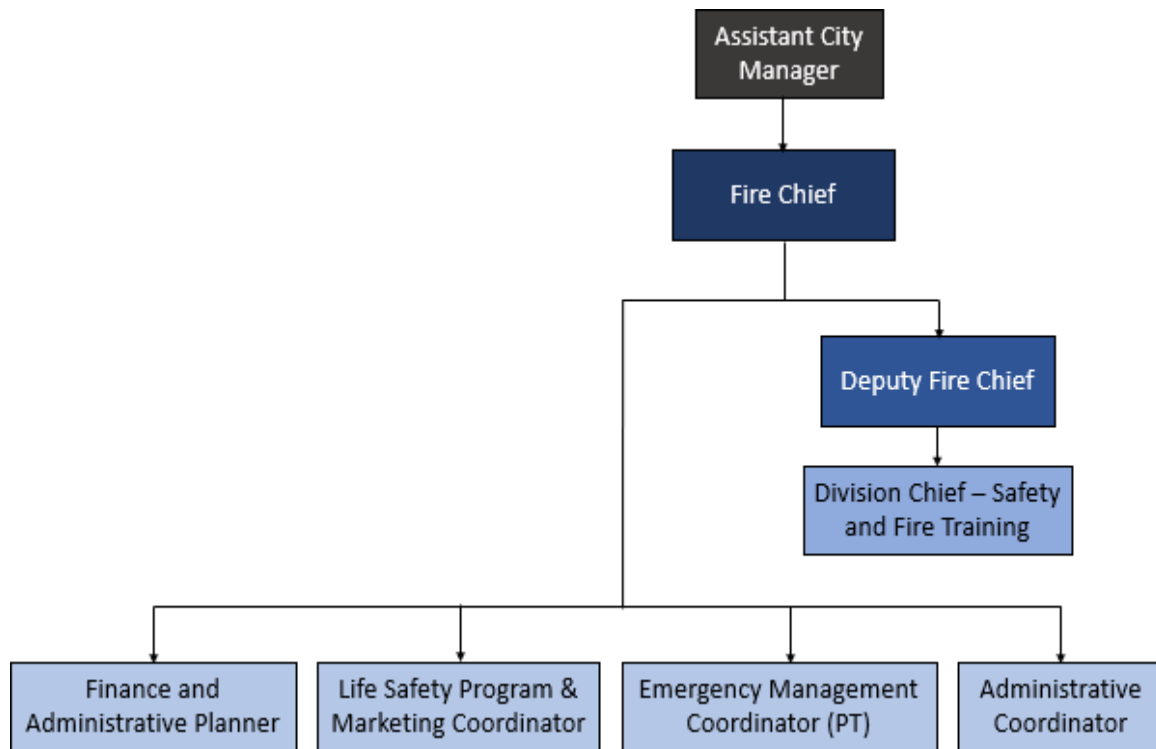 Assistant City
Manager
Fire Chief
Deputy Fire Chief
Division Chief – Safety
and Fire Training
Finance and
Administrative Planner
Life Safety Program &
Marketing Coordinator
Emergency Management
Coordinator (PT)
Administrative
Coordinator